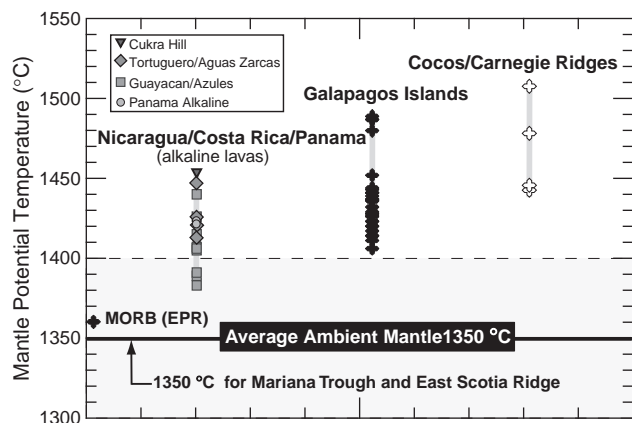 Mantle Potential Temperature (°C)
1550
1500
1450
1400
1350
1300
Cukra Hill
Tortuguero/Aguas Zarcas
Guayacan/Azules
Panama Alkaline
Cocos/Carnegie Ridges
Galapagos Islands
Nicaragua/Costa Rica/Panama
(alkaline lavas)
MORB (EPR)
Average Ambient Mantle1350 °C
1350 °C for Mariana Trough and East Scotia Ridge